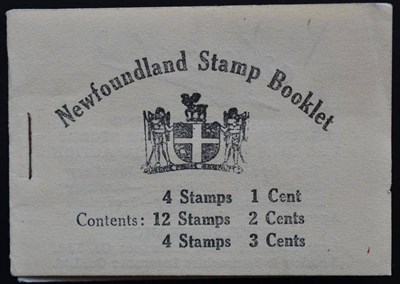 Newfoundland Stamp Booklet
4 Stamps 1 Cent
Contents: 12 Stamps 2 Cents
4 Stamps 3 Cents